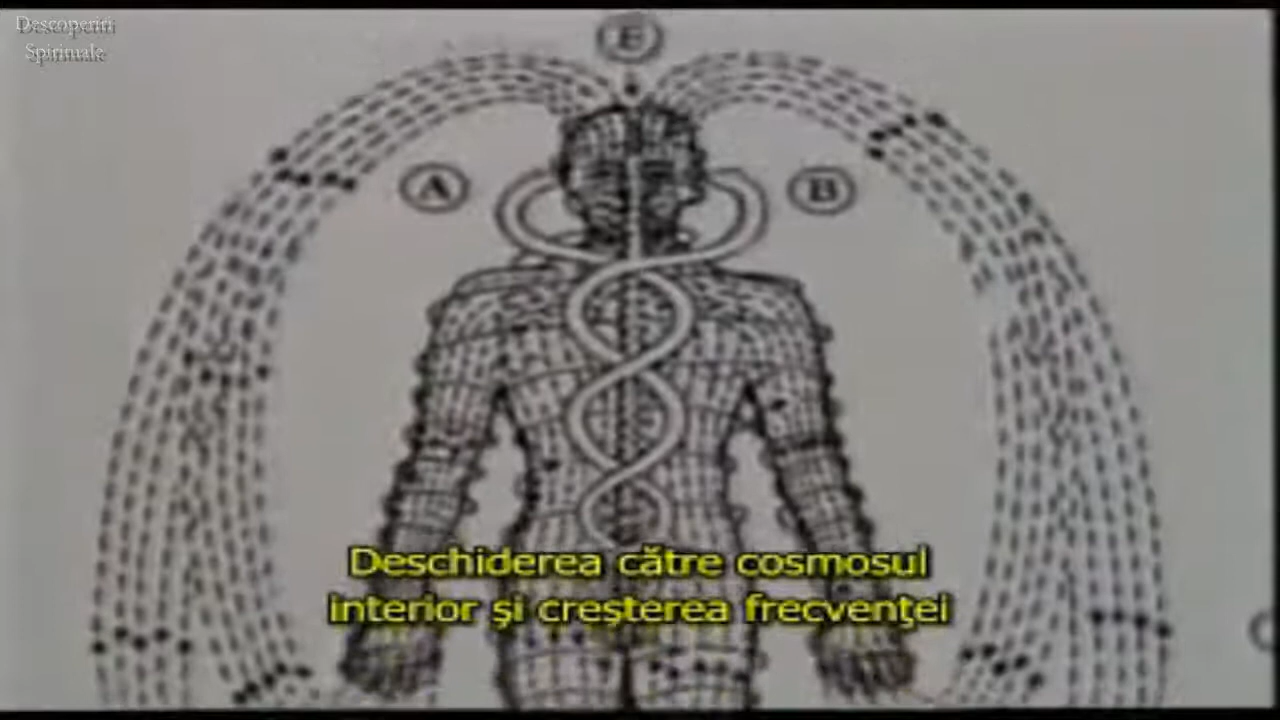 Descoperiri
Spirituale
E
A
B
Deschiderea către cosmosul
interior şi creşterea frecvenţei